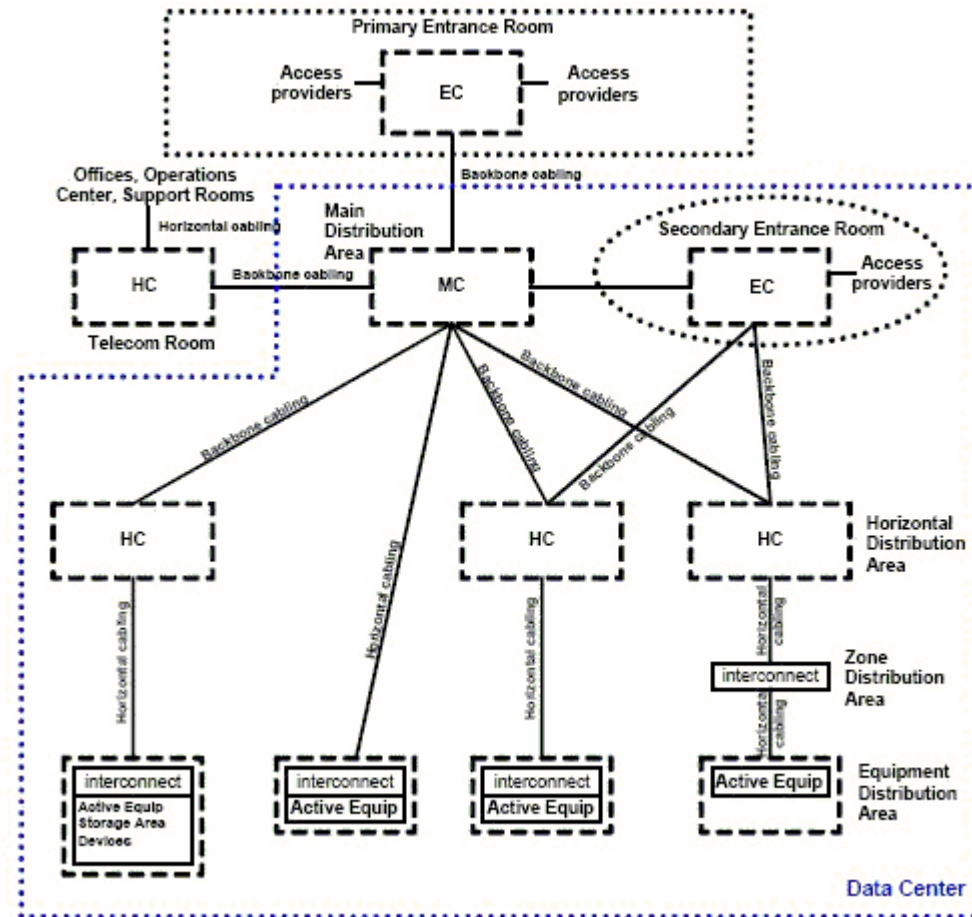 Primary Entrance Room
Access
providers
EC
Access
providers
Backbone cabling
Offices, Operations
Center, Support Rooms
Horizontal cabling
Main
Distribution
Area
Secondary Entrance Room
HC
Backbone cabling
MC
EC
Access
providers
Telecom Room
Backbone cabling
Backbone cabling
Backbone cabling
Backbone cabling
Backbone cabling
HC
HC
HC
Horizontal
Distribution
Area
Horizontal cabling
Horizontal cabling
Horizontal cabling
Horizontal
cabling
interconnect
Zone
Distribution
Area
Horizontal
cabling
interconnect
Active Equip
Storage Area
Devices
interconnect
Active Equip
interconnect
Active Equip
Active Equip
Equipment
Distribution
Area
Data Center